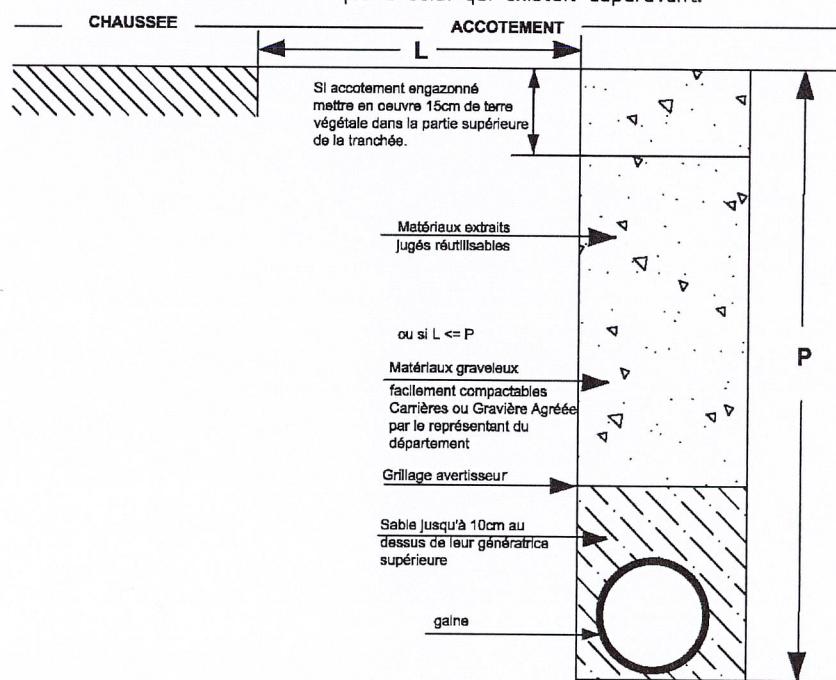 CHAUSSEE
ACCOTEMENT
L
Si accotement engazonné
mettre en oeuvre 15cm de terre
végétale dans la partie supérieure
de la tranchée.
Matériaux extraits
jugés réutilisables
ou si L <= P
P
Matériaux graveleux
facilement compactables
Carrières ou Gravière Agréée
par le représentant du
département
Grillage avertisseur
Sable jusqu'à 10cm au
dessus de leur génératrice
supérieure
gaine